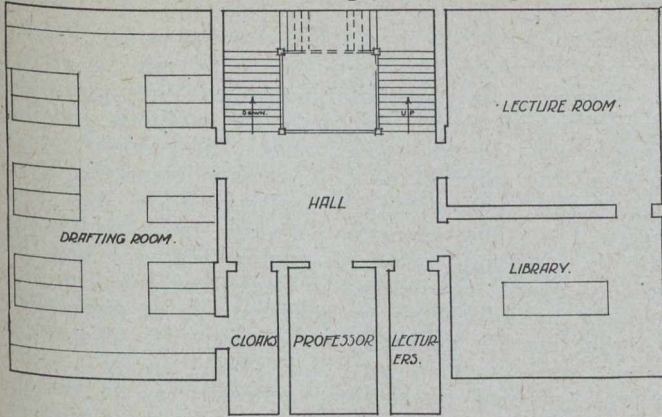 DOWN.
UP
LECTURE ROOM.
HALL
DRAFTING ROOM.
LIBRARY.
CLOAKS
PROFESSOR
LECTUR-
ERS.